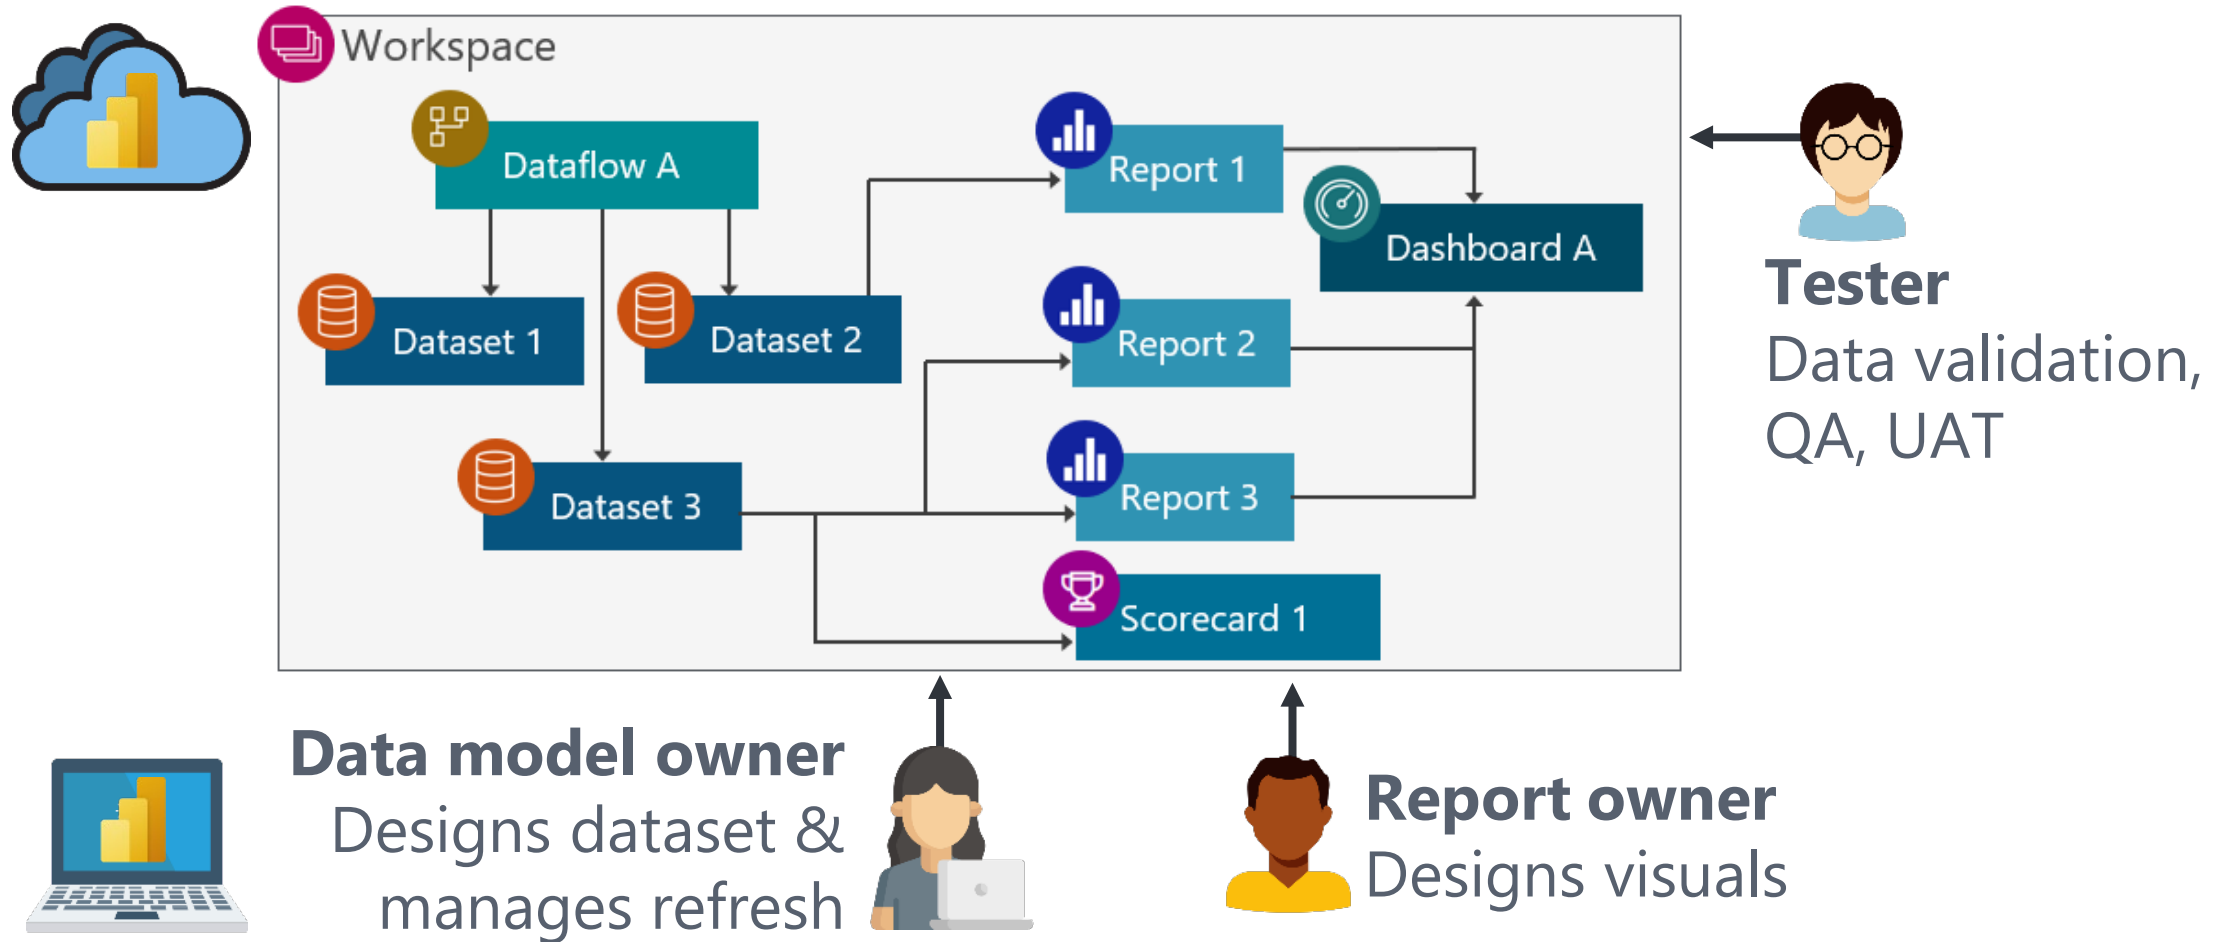 Workspace
Dataflow A
Report 1
Dashboard A
Dataset 1
Dataset 2
Report 2
Dataset 3
Report 3
Scorecard 1
Tester
Data validation,
QA, UAT
Data model owner
Designs dataset &
manages refresh
Report owner
Designs visuals